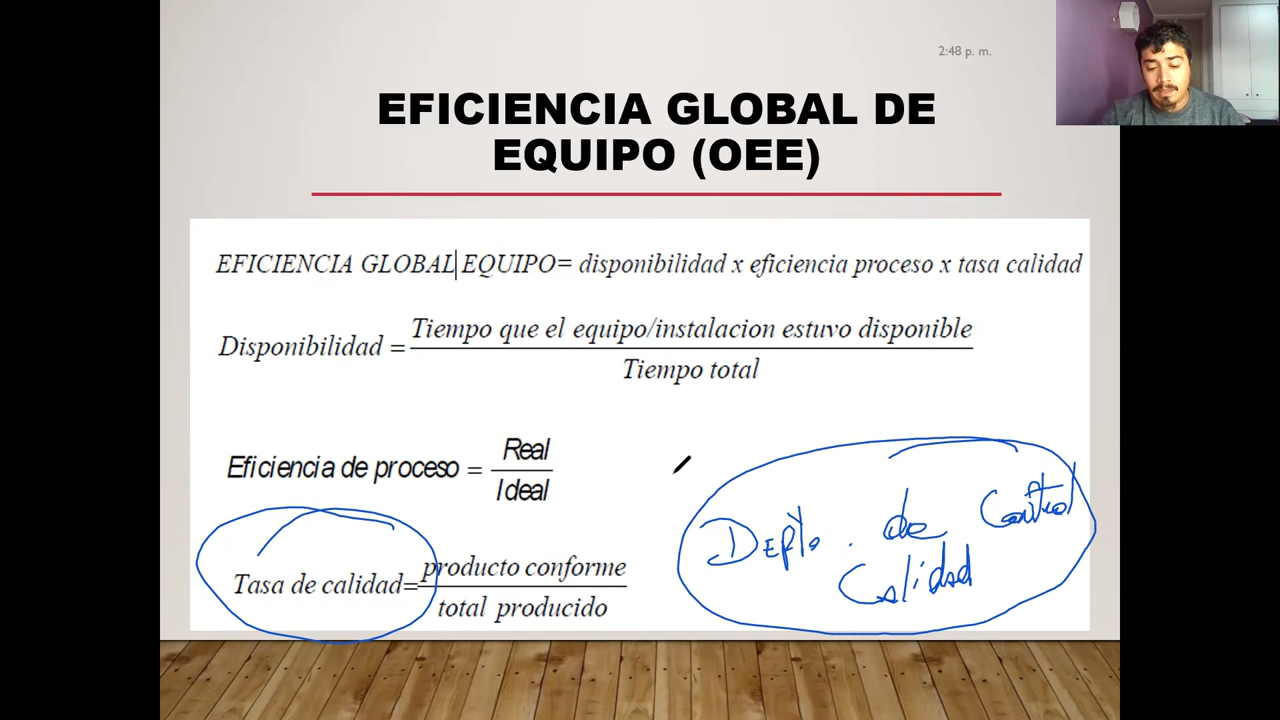 2:48 p. m.
EFICIENCIA GLOBAL DE
EQUIPO (OEE)
EFICIENCIA GLOBAL EQUIPO= disponibilidad x eficiencia proceso x tasa calidad
Disponibilidad = Tiempo que el equipo/instalacion estuvo disponible
Tiempo total
Eficiencia de proceso = Real
Ideal
Tasa de calidad= producto conforme
total producido
Depto. de Control
Calidad